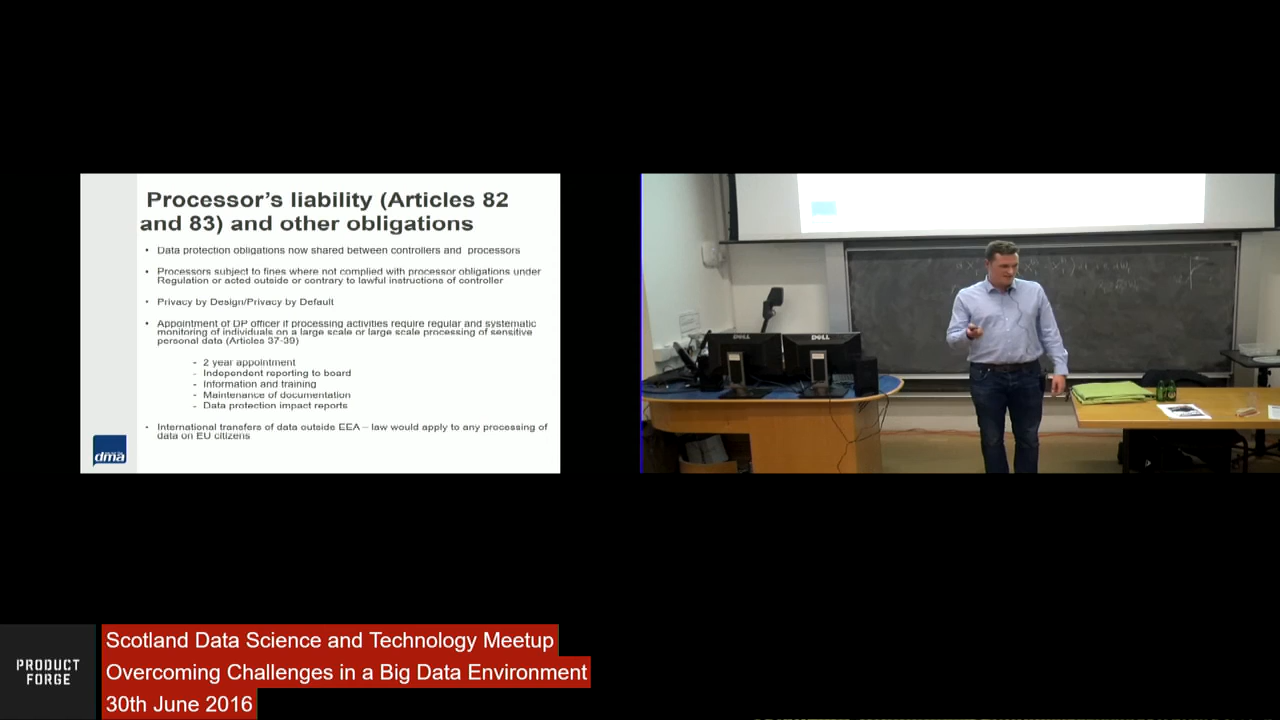 Processor’s liability (Articles 82
and 83) and other obligations
• Data protection obligations now shared between controllers and processors
• Processors subject to fines where not complied with processor obligations under
Regulation or acted outside or contrary to lawful instructions of controller
• Privacy by Design/Privacy by Default
• Appointment of DP officer if processing activities require regular and systematic
monitoring of individuals on a large scale or large scale processing of sensitive
personal data (Articles 37-39)
- 2 year appointment
- Independent reporting to board
- Information and training
- Maintenance of documentation
- Data protection impact reports
• International transfers of data outside EEA – law would apply to any processing of
data on EU citizens
dma
DELL
DELL
PRODUCT
FORGE
Scotland Data Science and Technology Meetup
Overcoming Challenges in a Big Data Environment
30th June 2016